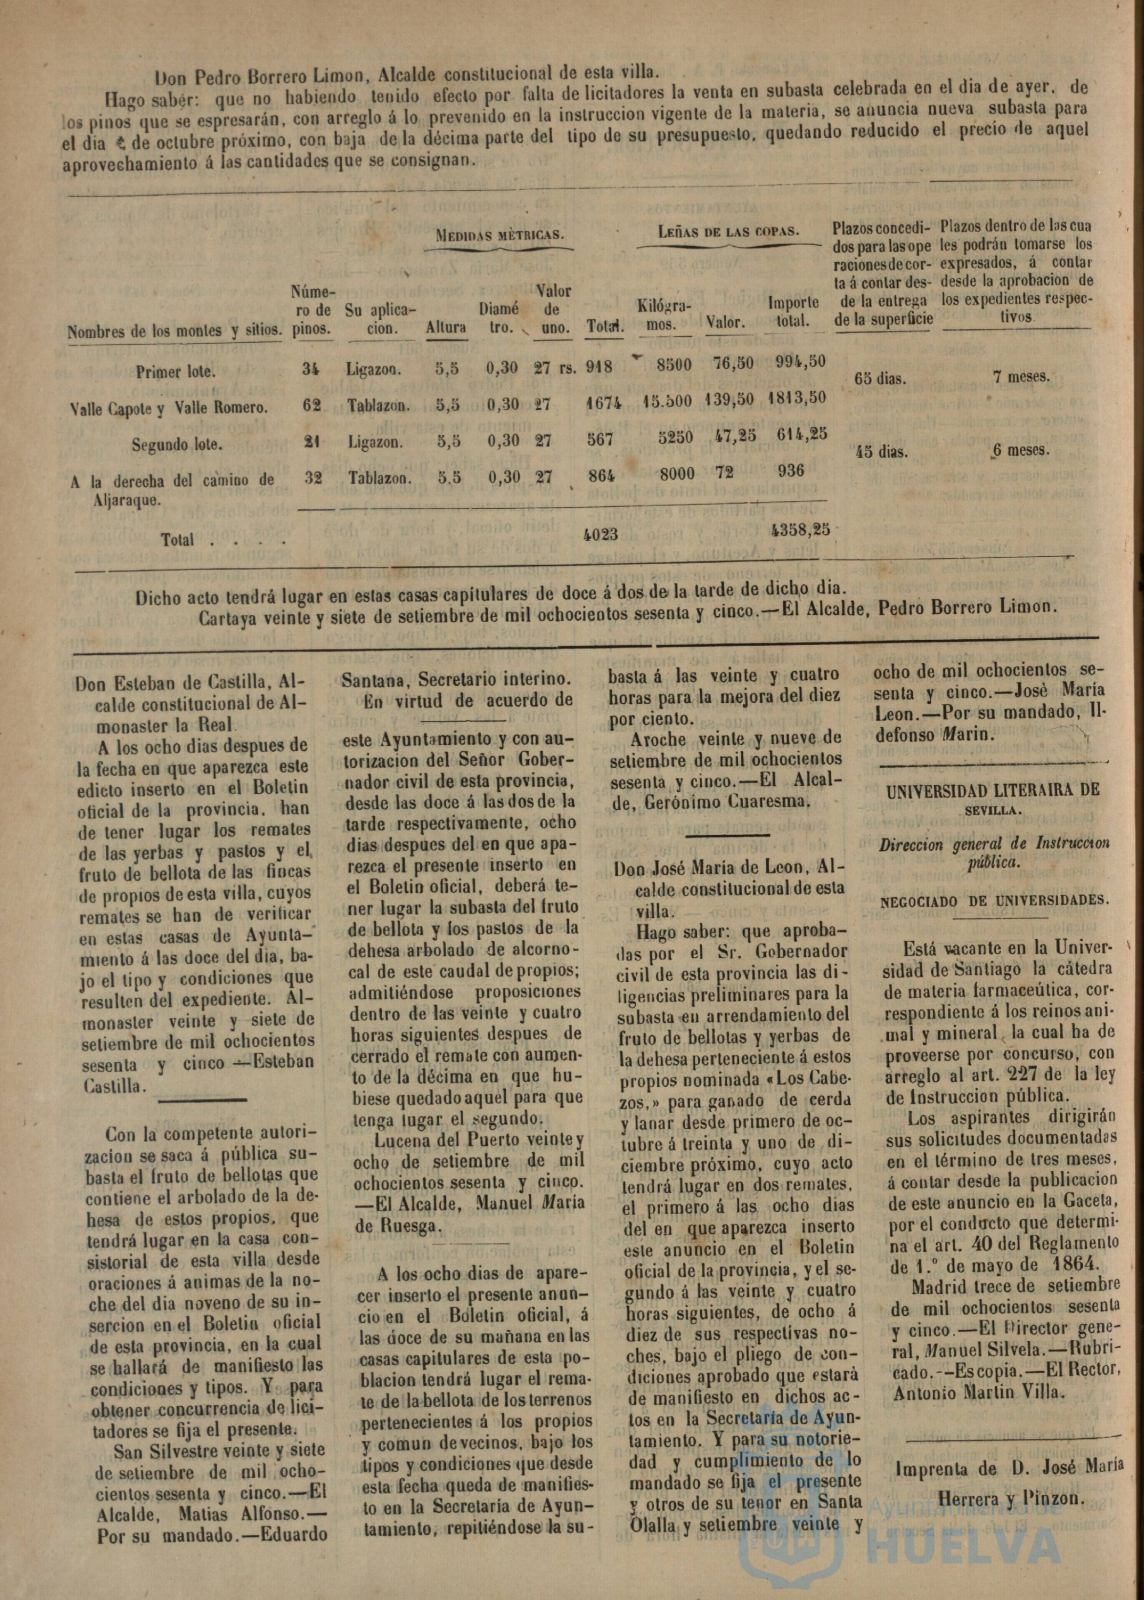 Don Pedro Borrero Limon, Alcalde constitucional de esta villa.
Hago saber: que no habiendo tenido efecto por falta de licitadores la venta en subasta celebrada en el dia de ayer, de
los pinos que se espresarán, con arreglo á lo prevenido en la instruccion vigente de la materia, se anuncia nueva subasta para
el dia de octubre próximo, con baja de la décima parte del tipo de su presupuesto, quedando reducido el precio de aquel
aprovechamiento á las cantidades que se consignan.
MEDIDAS MÈTRICAS. LEÑAS DE LAS COPAS.
Nombres de los montes y sitios.
Núme-
ro de
pinos.
Su aplica-
cion.
Altura
Diamé
tro.
Valor
de
uno.
Total.
Kilógra-
mos.
Valor.
Importe
total.
Plazos concedi-
dos para las ope
raciones de cor-
ta á contar des-
de la entrega
de la superficie
Plazos dentro de las cua
les podrán tomarse los
expresados, á contar
desde la aprobacion de
los expedientes respec-
tivos.
Primer lote. 34 Ligazon. 5,5 0,30 27 rs. 918 8500 76,50 994,50
65 dias. 7 meses.
Valle Capote y Valle Romero. 62 Tablazon. 5,5 0,30 27 1674 15.500 139,50 1813,50
Segundo lote. 21 Ligazon. 5,5 0,30 27 567 5250 47,25 614,25
45 dias. 6 meses.
A la derecha del camino de 32 Tablazon. 5,5 0,30 27 864 8000 72 936
Aljaraque.
Total . . . . 4023 4358,25
Dicho acto tendrá lugar en estas casas capitulares de doce á dos de la tarde de dicho dia.
Cartaya veinte y siete de setiembre de mil ochocientos sesenta y cinco.—El Alcalde, Pedro Borrero Limon.
Don Esteban de Castilla, Al-
calde constitucional de Al-
monaster la Real.
A los ocho dias despues de
la fecha en que aparezca este
edicto inserto en el Boletin
oficial de la provincia, han
de tener lugar los remates
de las yerbas y pastos y el
fruto de bellota de las fincas
de propios de esta villa, cuyos
remates se han de verificar
en estas casas de Ayunta-
miento á las doce del dia, ba-
jo el tipo y condiciones que
resulten del expediente. Al-
monaster veinte y siete de
setiembre de mil ochocientos
sesenta y cinco —Esteban
Castilla.
Con la competente autori-
zacion se saca á pública su-
basta el fruto de bellotas que
contiene el arbolado de la de-
hesa de estos propios, que
tendrá lugar en la casa con-
sistorial de esta villa desde
oraciones á animas de la no-
che del dia noveno de su in-
sercion en el Boletin oficial
de esta provincia, en la cual
se hallará de manifiesto las
condiciones y tipos. Y para
obtener concurrencia de lici-
tadores se fija el presente.
San Silvestre veinte y siete
de setiembre de mil ocho-
cientos sesenta y cinco.—El
Alcalde, Matias Alfonso.—
Por su mandado.—Eduardo
Santana, Secretario interino.
En virtud de acuerdo de
este Ayuntamiento y con au-
torizacion del Señor Gober-
nador civil de esta provincia,
desde las doce á las dos de la
tarde respectivamente, ocho
dias despues del en que apa-
rezca el presente inserto en
el Boletin oficial, deberá te-
ner lugar la subasta del fruto
de bellota y los pastos de la
dehesa arbolado de alcorno-
cal de este caudal de propios;
admitiéndose proposiciones
dentro de las veinte y cuatro
horas siguientes despues de
cerrado el remate con aumen-
to de la décima en que hu-
biese quedado aquel para que
tenga lugar el segundo.
Lucena del Puerto veinte y
ocho de setiembre de mil
ochocientos sesenta y cinco.
—El Alcalde, Manuel Maria
de Ruesga.
A los ocho dias de apare-
cer inserto el presente anun-
cio en el Boletin oficial, á
las doce de su mañana en las
casas capitulares de esta po-
blacion tendrá lugar el rema-
te de la bellota de los terrenos
pertenecientes á los propios
y comun de vecinos, bajo los
tipos y condiciones que desde
esta fecha queda de manifies-
to en la Secretaría de Ayun-
tamiento, repitiéndose la su-
basta á las veinte y cuatro
horas para la mejora del diez
por ciento.
Aroche veinte y nueve de
setiembre de mil ochocientos
sesenta y cinco.—El Alcal-
de, Gerónimo Cuaresma.
Don José Maria de Leon, Al-
calde constitucional de esta
villa.
Hago saber: que aproba-
das por el Sr. Gobernador
civil de esta provincia las di-
ligencias preliminares para la
subasta en arrendamiento del
fruto de bellotas y yerbas de
la dehesa perteneciente á estos
propios nominada «Los Cabe-
zos,» para ganado de cerda
y lanar desde primero de oc-
tubre á treinta y uno de di-
ciembre próximo, cuyo acto
tendrá lugar en dos remates,
el primero á las ocho dias
del en que aparezca inserto
este anuncio en el Boletin
oficial de la provincia, y el se-
gundo á las veinte y cuatro
horas siguientes, de ocho á
diez de sus respectivas no-
ches, bajo el pliego de con-
diciones aprobado que estará
de manifiesto en dichos ac-
tos en la Secretaría de Ayun-
tamiento. Y para su notorie-
dad y cumplimiento de lo
mandado se fija el presente
y otros de su tenor en Santa
Olalla y setiembre veinte y
ocho de mil ochocientos se-
senta y cinco.—Josè Maria
Leon.—Por su mandado, Il-
defonso Marin.
UNIVERSIDAD LITERAIRA DE
SEVILLA.
Direccion general de Instruccion
pública.
NEGOCIADO DE UNIVERSIDADES.
Está vacante en la Univer-
sidad de Santiago la cátedra
de materia farmaceútica, cor-
respondiente á los reinos ani-
mal y mineral, la cual ha de
proveerse por concurso, con
arreglo al art. 227 de la ley
de Instruccion pública.
Los aspirantes dirigirán
sus solicitudes documentadas
en el término de tres meses,
á contar desde la publicacion
de este anuncio en la Gaceta,
por el conducto que determi-
na el art. 40 del Reglamento
de 1.º de mayo de 1864.
Madrid trece de setiembre
de mil ochocientos sesenta
y cinco.—El Director gene-
ral, Manuel Silvela.—Rubri-
cado.--Es copia.—El Rector,
Antonio Martin Villa.
Imprenta de D. José Maria
Herrera y Pinzon.
Ayuntamiento de
HUELVA